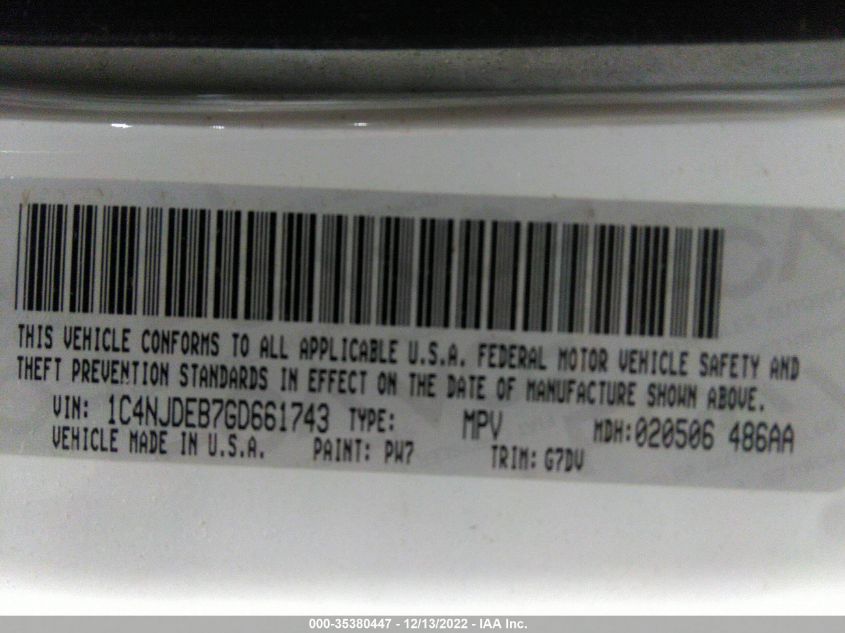 THIS VEHICLE CONFORMS TO ALL APPLICABLE U.S.A. FEDERAL MOTOR VEHICLE SAFETY AND
THEFT PREVENTION STANDARDS IN EFFECT ON THE DATE OF MANUFACTURE SHOWN ABOVE.
VIN: 1C4NJDEB7GD661743 TYPE: MPV MDH:020506 486AA
VEHICLE MADE IN U.S.A. PAINT: PW7 TRIM: G7DV
000-35380447 - 12/13/2022 - IAA Inc.